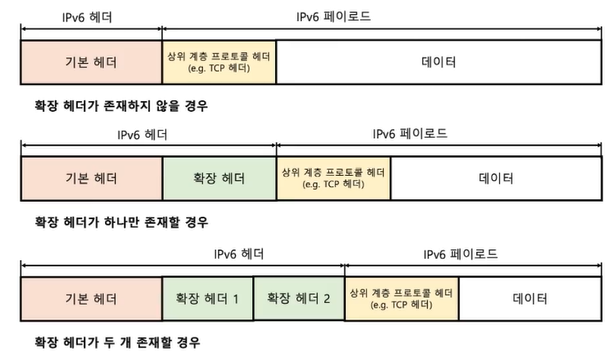 IPv6 헤더 IPv6 페이로드
기본 헤더 상위 계층 프로토콜 헤더 데이터
(e.g. TCP 헤더)
확장 헤더가 존재하지 않을 경우
IPv6 헤더 IPv6 페이로드
기본 헤더 확장 헤더 상위 계층 프로토콜 헤더 데이터
(e.g. TCP 헤더)
확장 헤더가 하나만 존재할 경우
IPv6 헤더 IPv6 페이로드
기본 헤더 확장 헤더 1 확장 헤더 2 상위 계층 프로토콜 헤더 데이터
(e.g. TCP 헤더)
확장 헤더가 두 개 존재할 경우